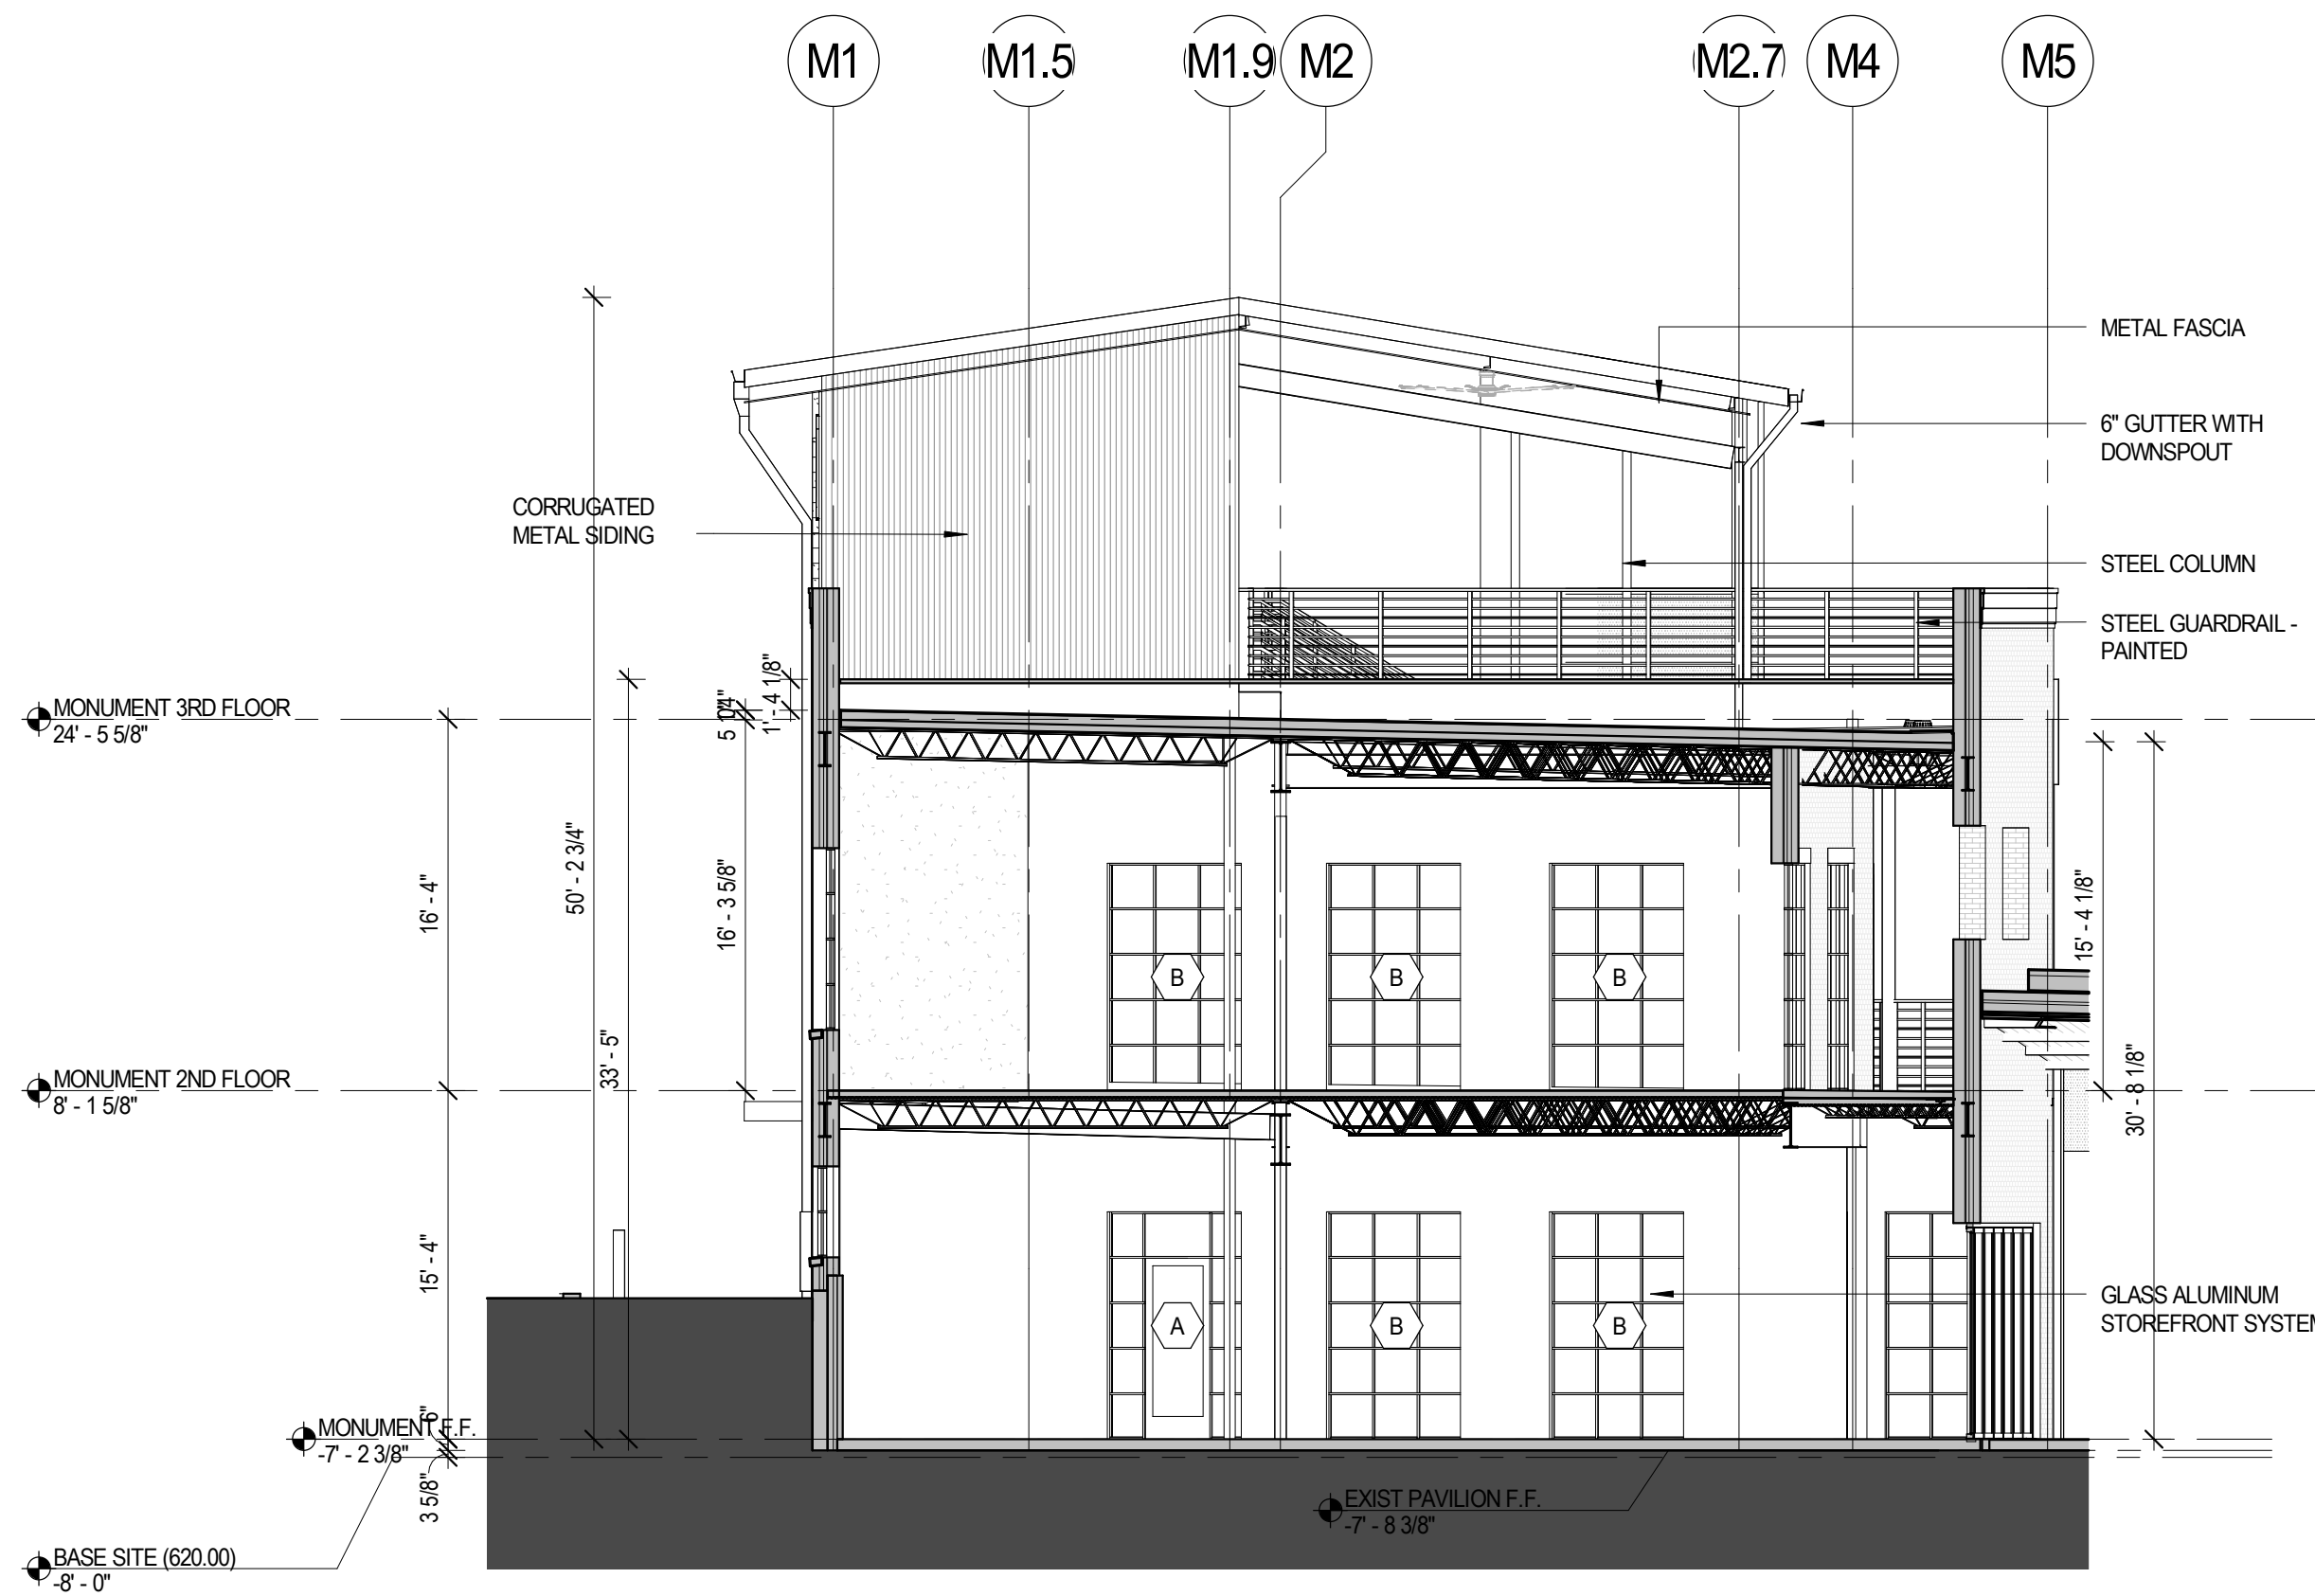 M1
M1.5
M1.9
M2
M2.7
M4
M5
METAL FASCIA
6" GUTTER WITH
DOWNSPOUT
CORRUGATED
METAL SIDING
STEEL COLUMN
STEEL GUARDRAIL -
PAINTED
1' - 4 1/8"
MONUMENT 3RD FLOOR
24' - 5 5/8"
50' - 2 3/4"
16' - 4"
16' - 3 5/8"
15' - 4 1/8"
B
B
B
33' - 5"
30' - 8 1/8"
MONUMENT 2ND FLOOR
8' - 1 5/8"
15' - 4"
A
B
B
GLASS ALUMINUM
STOREFRONT SYSTEM
6"
MONUMENT F.F.
-7' - 2 3/8"
3 5/8"
EXIST PAVILION F.F.
-7' - 8 3/8"
BASE SITE (620.00)
-8' - 0"